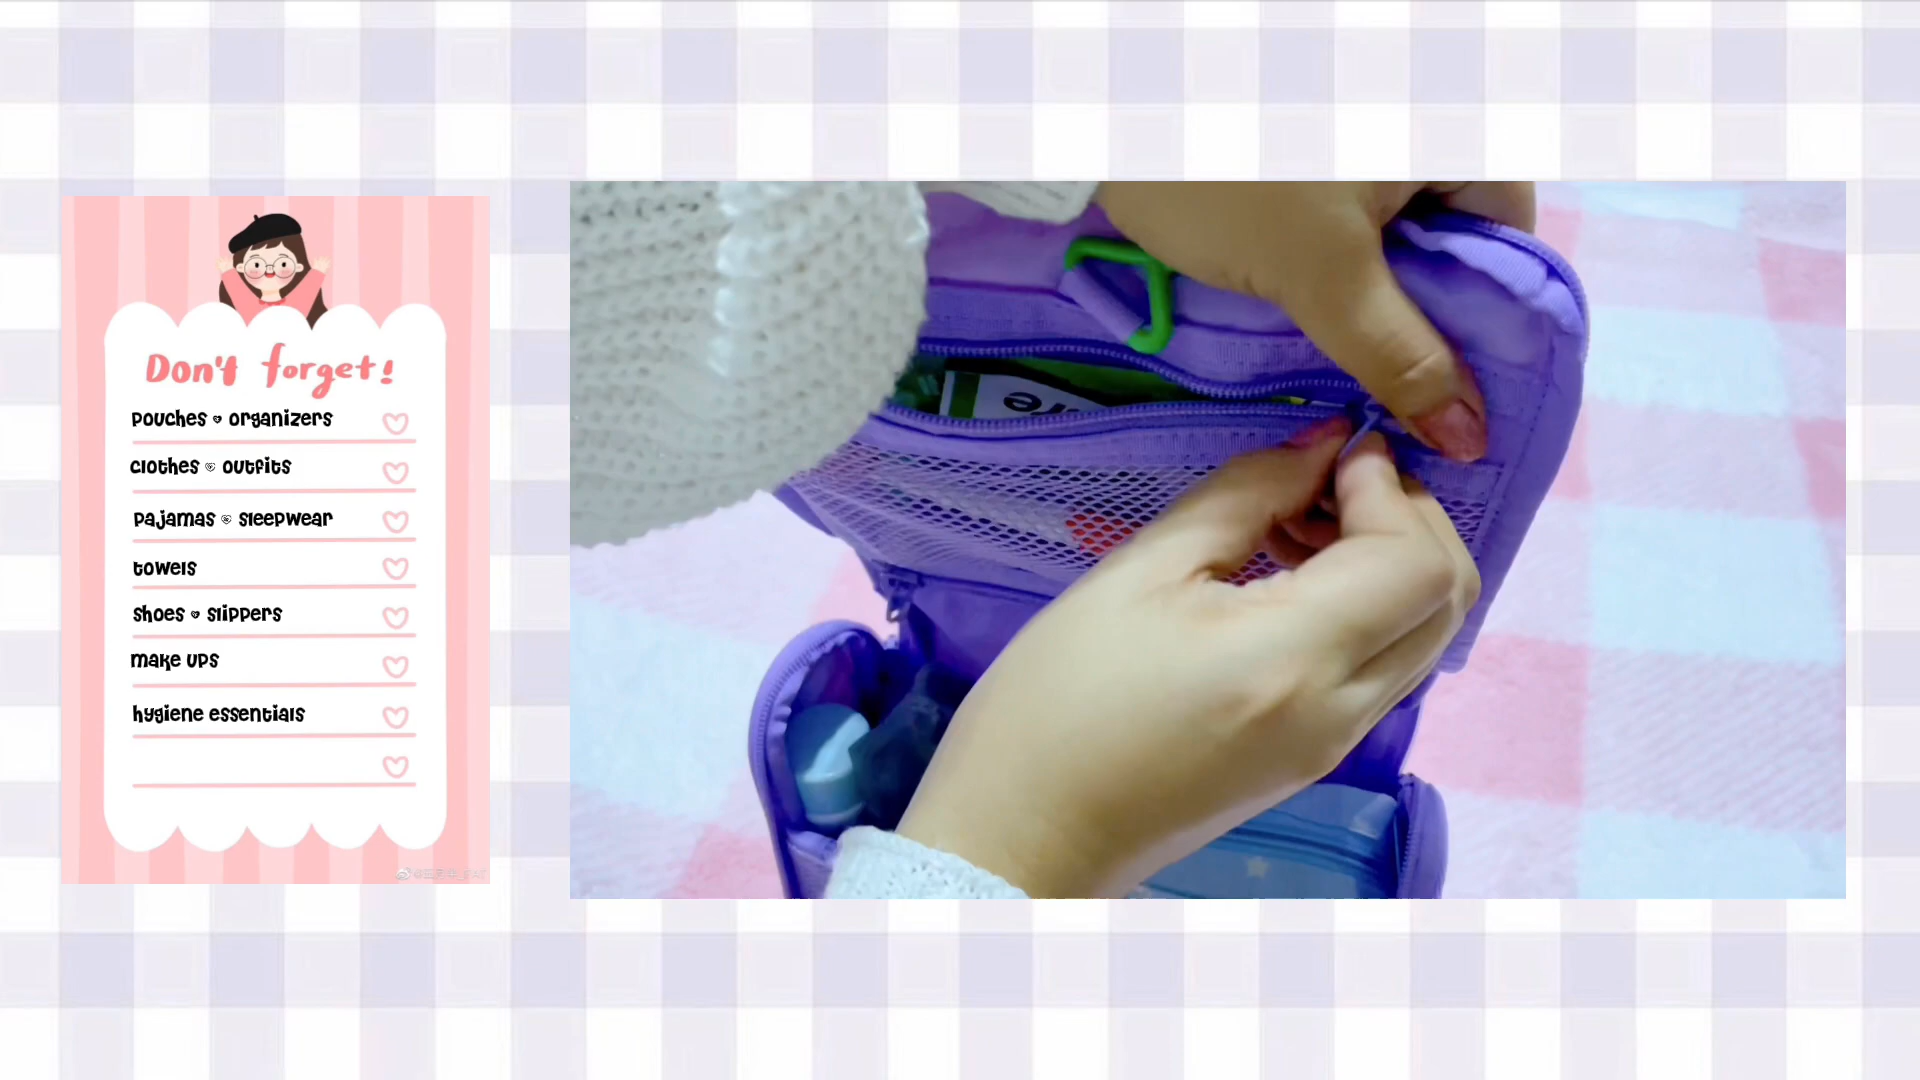 Don't forget!
Pouches & organizers
clothes & outfits
Pajamas & sleepwear
towels
shoes & slippers
make ups
hygiene essentials